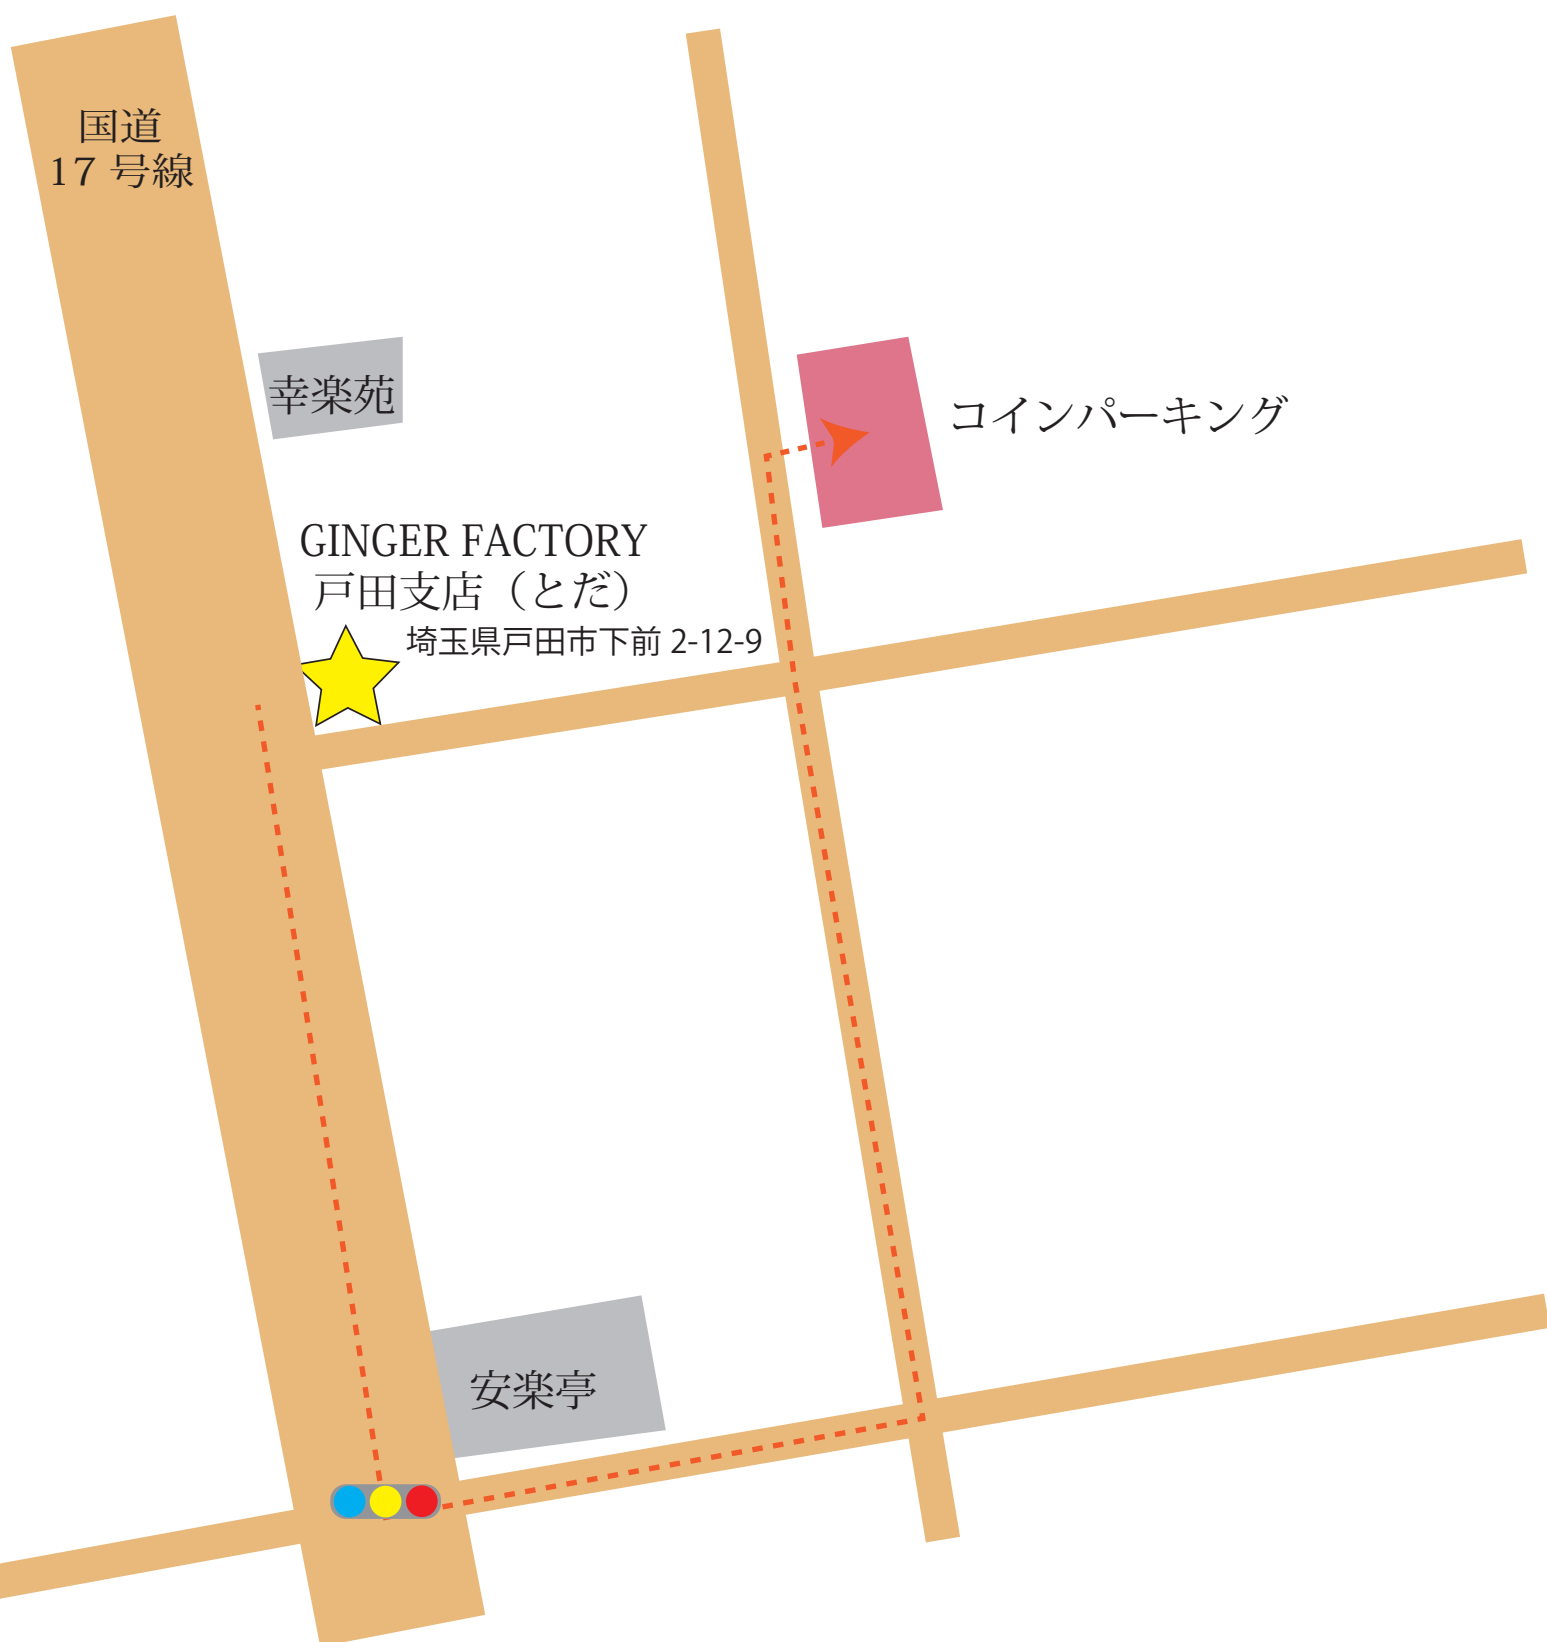 国道
17 号線
幸楽苑
コインパーキング
GINGER FACTORY
戸田支店（とだ）
埼玉県戸田市下前 2-12-9
安楽亭